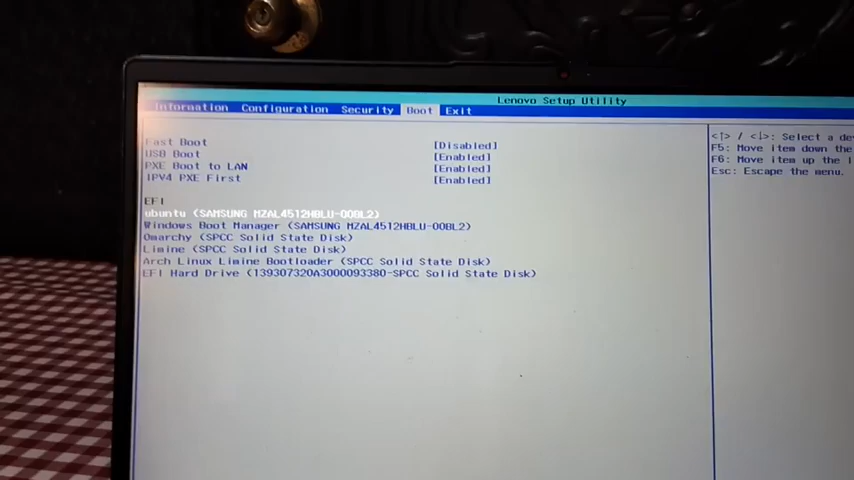 Lenovo Setup Utility
Information Configuration Security Boot Exit
Fast Boot [Disabled]
USB Boot [Enabled]
PXE Boot to LAN [Enabled]
IPV4 PXE First [Enabled]
EFI
ubuntu (SAMSUNG MZAL4512HBLU-00BL2)
Windows Boot Manager (SAMSUNG MZAL4512HBLU-00BL2)
Omarchy (SPCC Solid State Disk)
Limine (SPCC Solid State Disk)
Arch Linux Limine Bootloader (SPCC Solid State Disk)
EFI Hard Drive (139307320A3000093380-SPCC Solid State Disk)
<↑> / <↓>: Select a de
F5: Move item down the
F6: Move item up the l
Esc: Escape the menu.